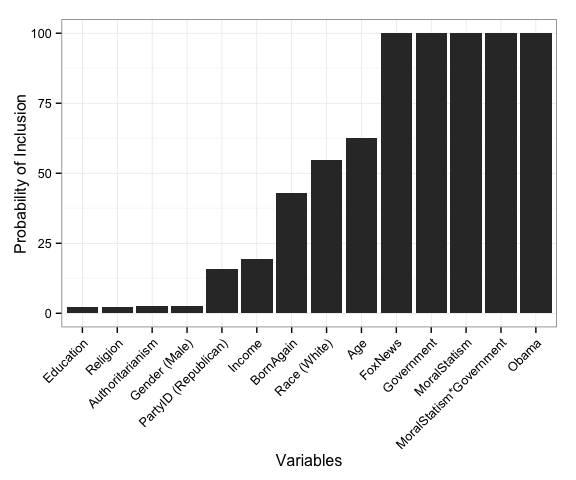 Probability of Inclusion
100
75
50
25
0
Education
Religion
Authoritarianism
Gender (Male)
PartyID (Republican)
Income
BornAgain
Race (White)
Age
FoxNews
Government
MoralStatism
MoralStatism*Government
Obama
Variables